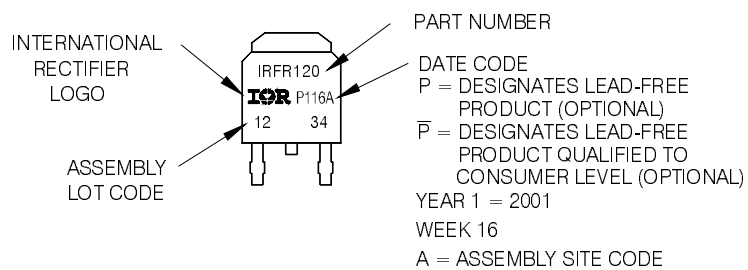 INTERNATIONAL
RECTIFIER
LOGO
ASSEMBLY
LOT CODE
IRFR120
IOR P116A
12 34
PART NUMBER
DATE CODE
P = DESIGNATES LEAD-FREE
PRODUCT (OPTIONAL)
P̅ = DESIGNATES LEAD-FREE
PRODUCT QUALIFIED TO
CONSUMER LEVEL (OPTIONAL)
YEAR 1 = 2001
WEEK 16
A = ASSEMBLY SITE CODE